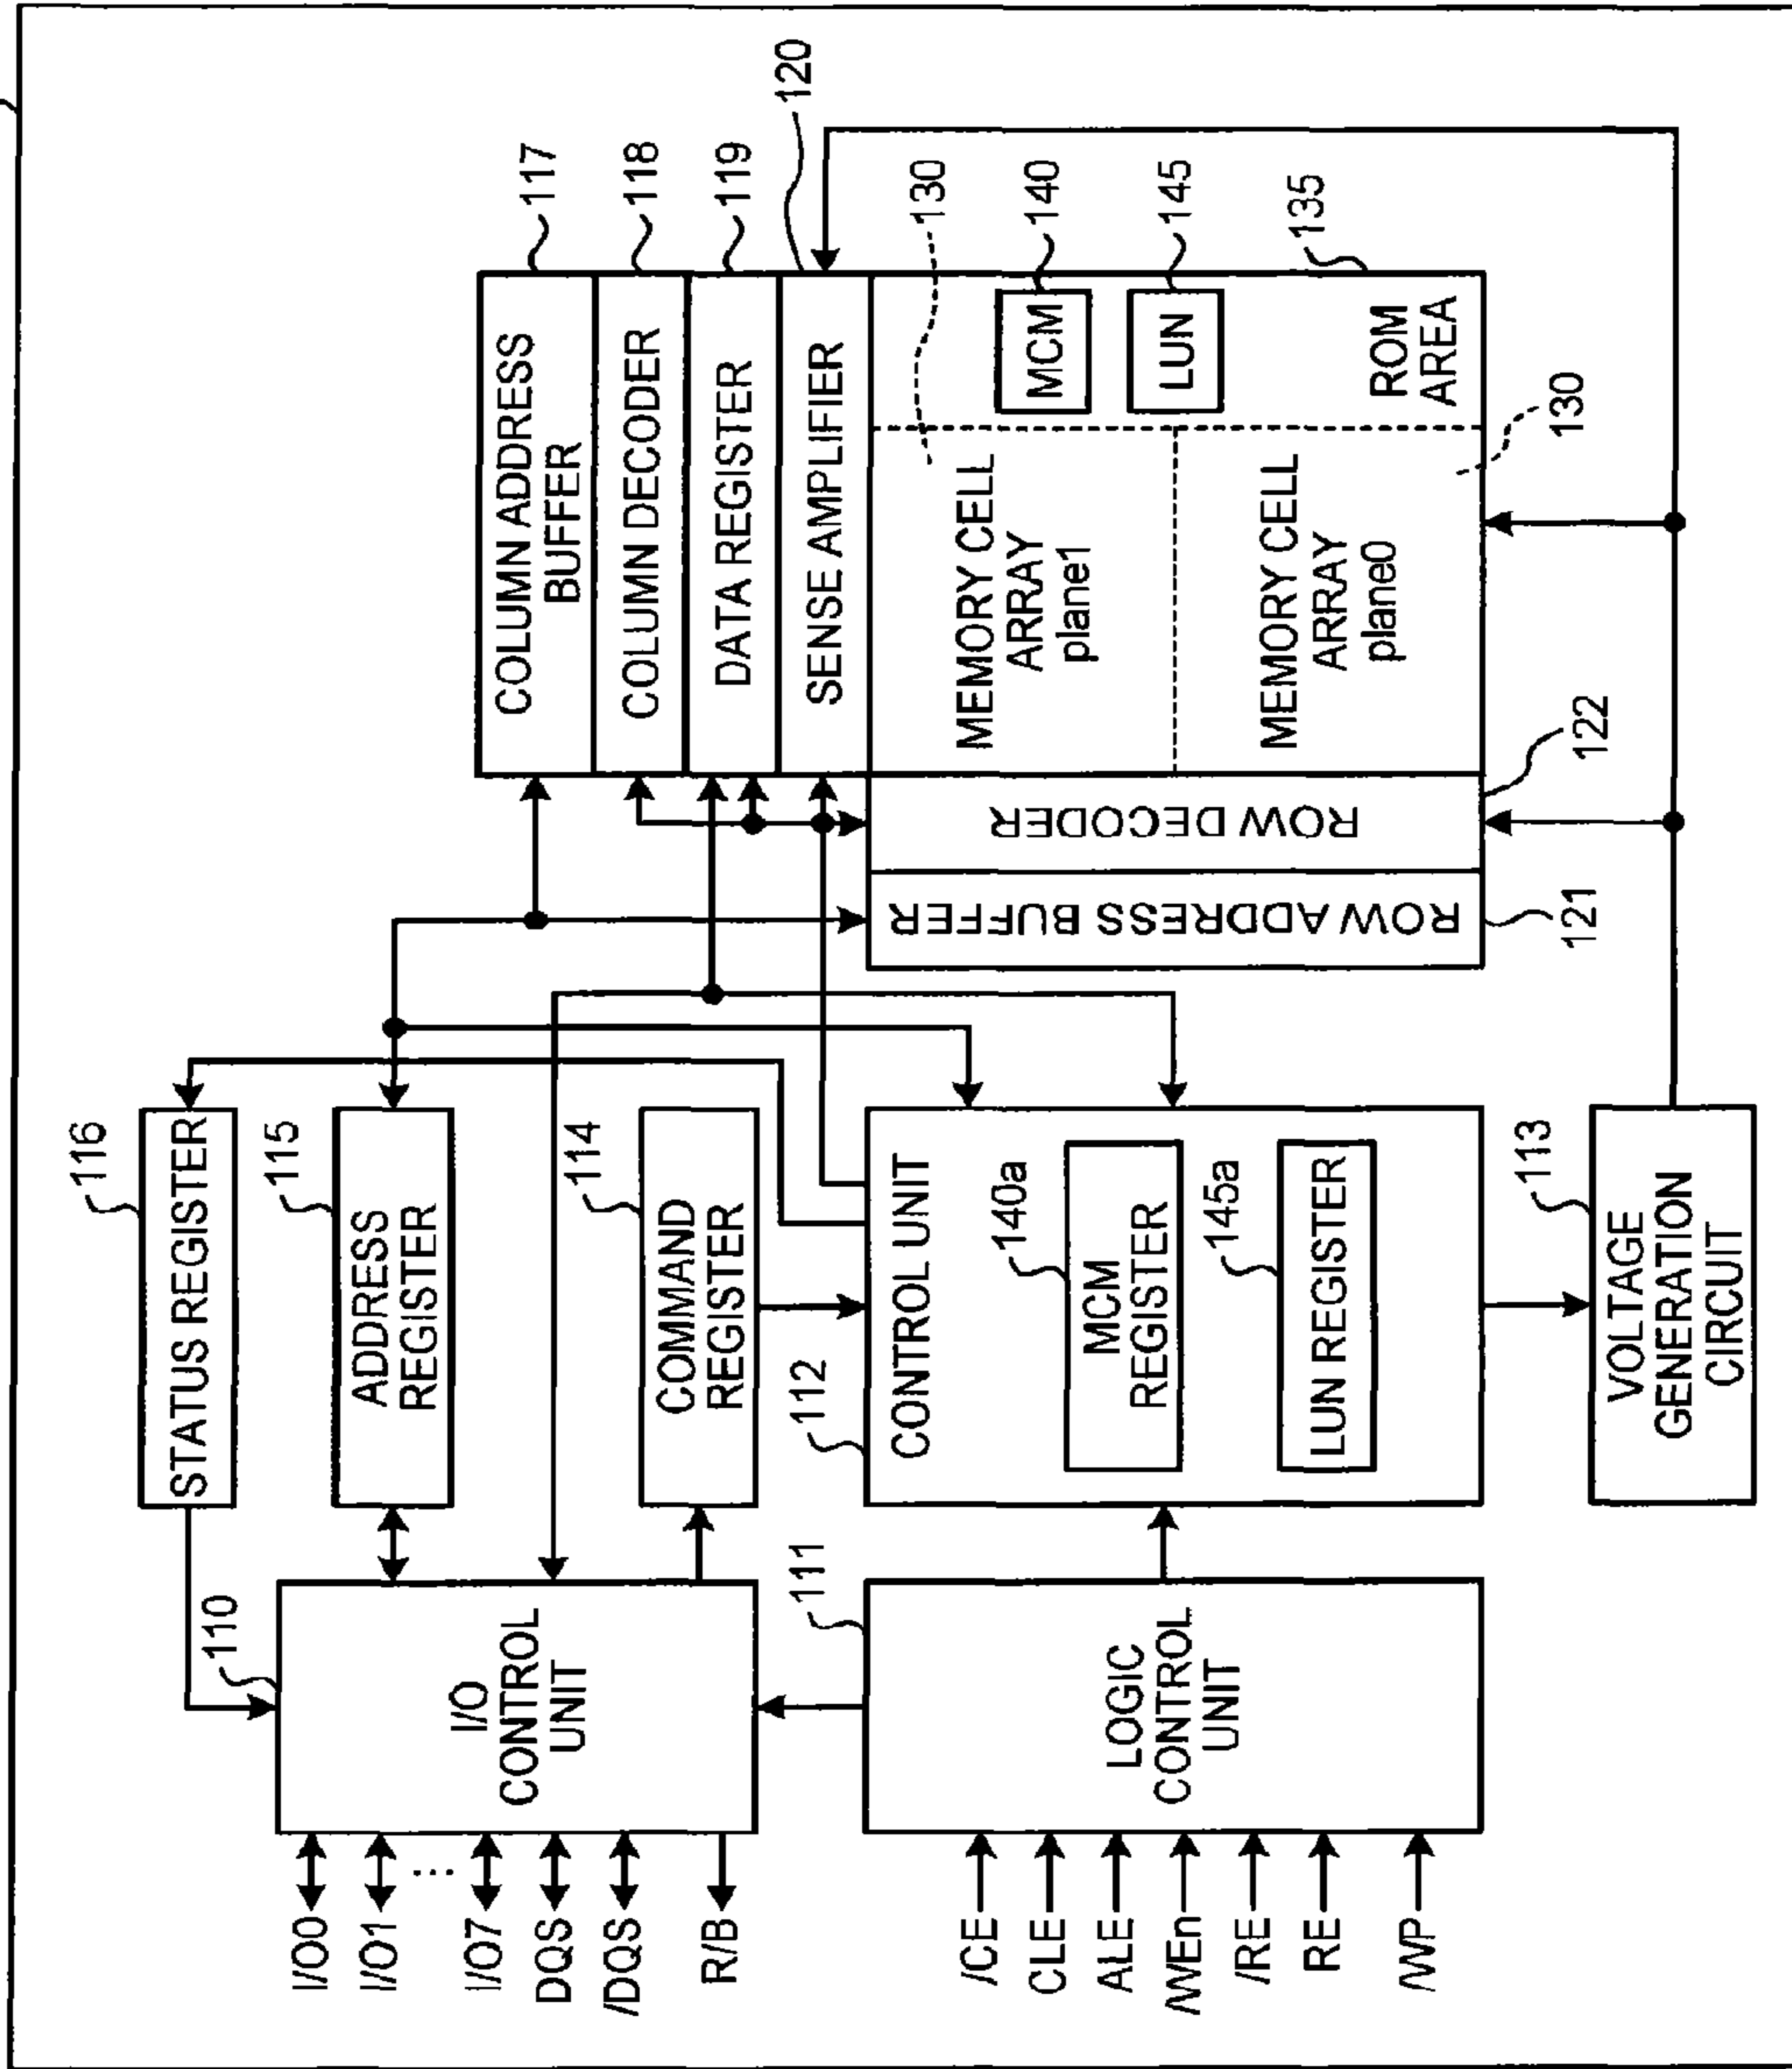 I/O0
I/O1
⋮
I/O7
DQS
/DQS
R/B
/CE
CLE
ALE
/WEn
/RE
RE
/WP
110
I/O
CONTROL
UNIT
111
LOGIC
CONTROL
UNIT
116
STATUS REGISTER
115
ADDRESS
REGISTER
114
COMMAND
REGISTER
112
CONTROL UNIT
140a
MCM
REGISTER
145a
LUN REGISTER
113
VOLTAGE
GENERATION
CIRCUIT
COLUMN ADDRESS
BUFFER
117
COLUMN DECODER
118
DATA REGISTER
119
SENSE AMPLIFIER
120
ROW ADDRESS BUFFER
121
ROW DECODER
122
MEMORY CELL
ARRAY
plane1
130
MEMORY CELL
ARRAY
plane0
130
MCM
140
LUN
145
ROM
AREA
135